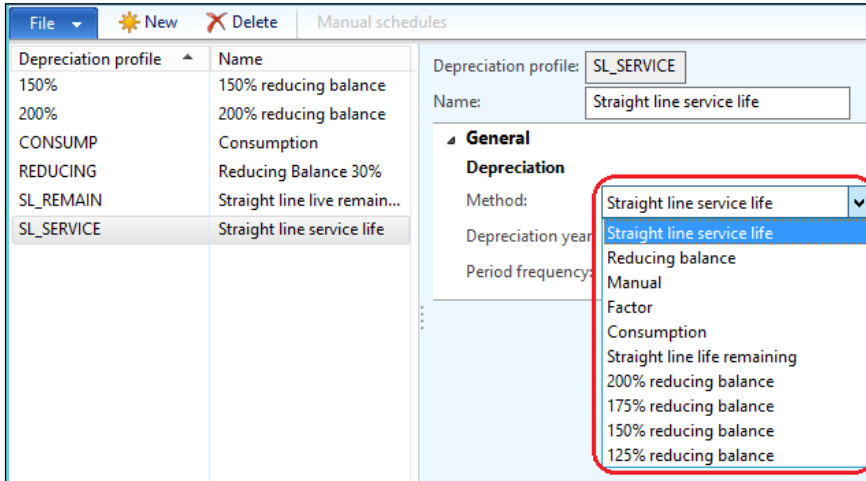 File New Delete Manual schedules
Depreciation profile Name
150% 150% reducing balance
200% 200% reducing balance
CONSUMP Consumption
REDUCING Reducing Balance 30%
SL_REMAIN Straight line live remain...
SL_SERVICE Straight line service life
Depreciation profile: SL_SERVICE
Name: Straight line service life
General
Depreciation
Method: Straight line service life
Depreciation year
Period frequency:
Straight line service life
Reducing balance
Manual
Factor
Consumption
Straight line life remaining
200% reducing balance
175% reducing balance
150% reducing balance
125% reducing balance